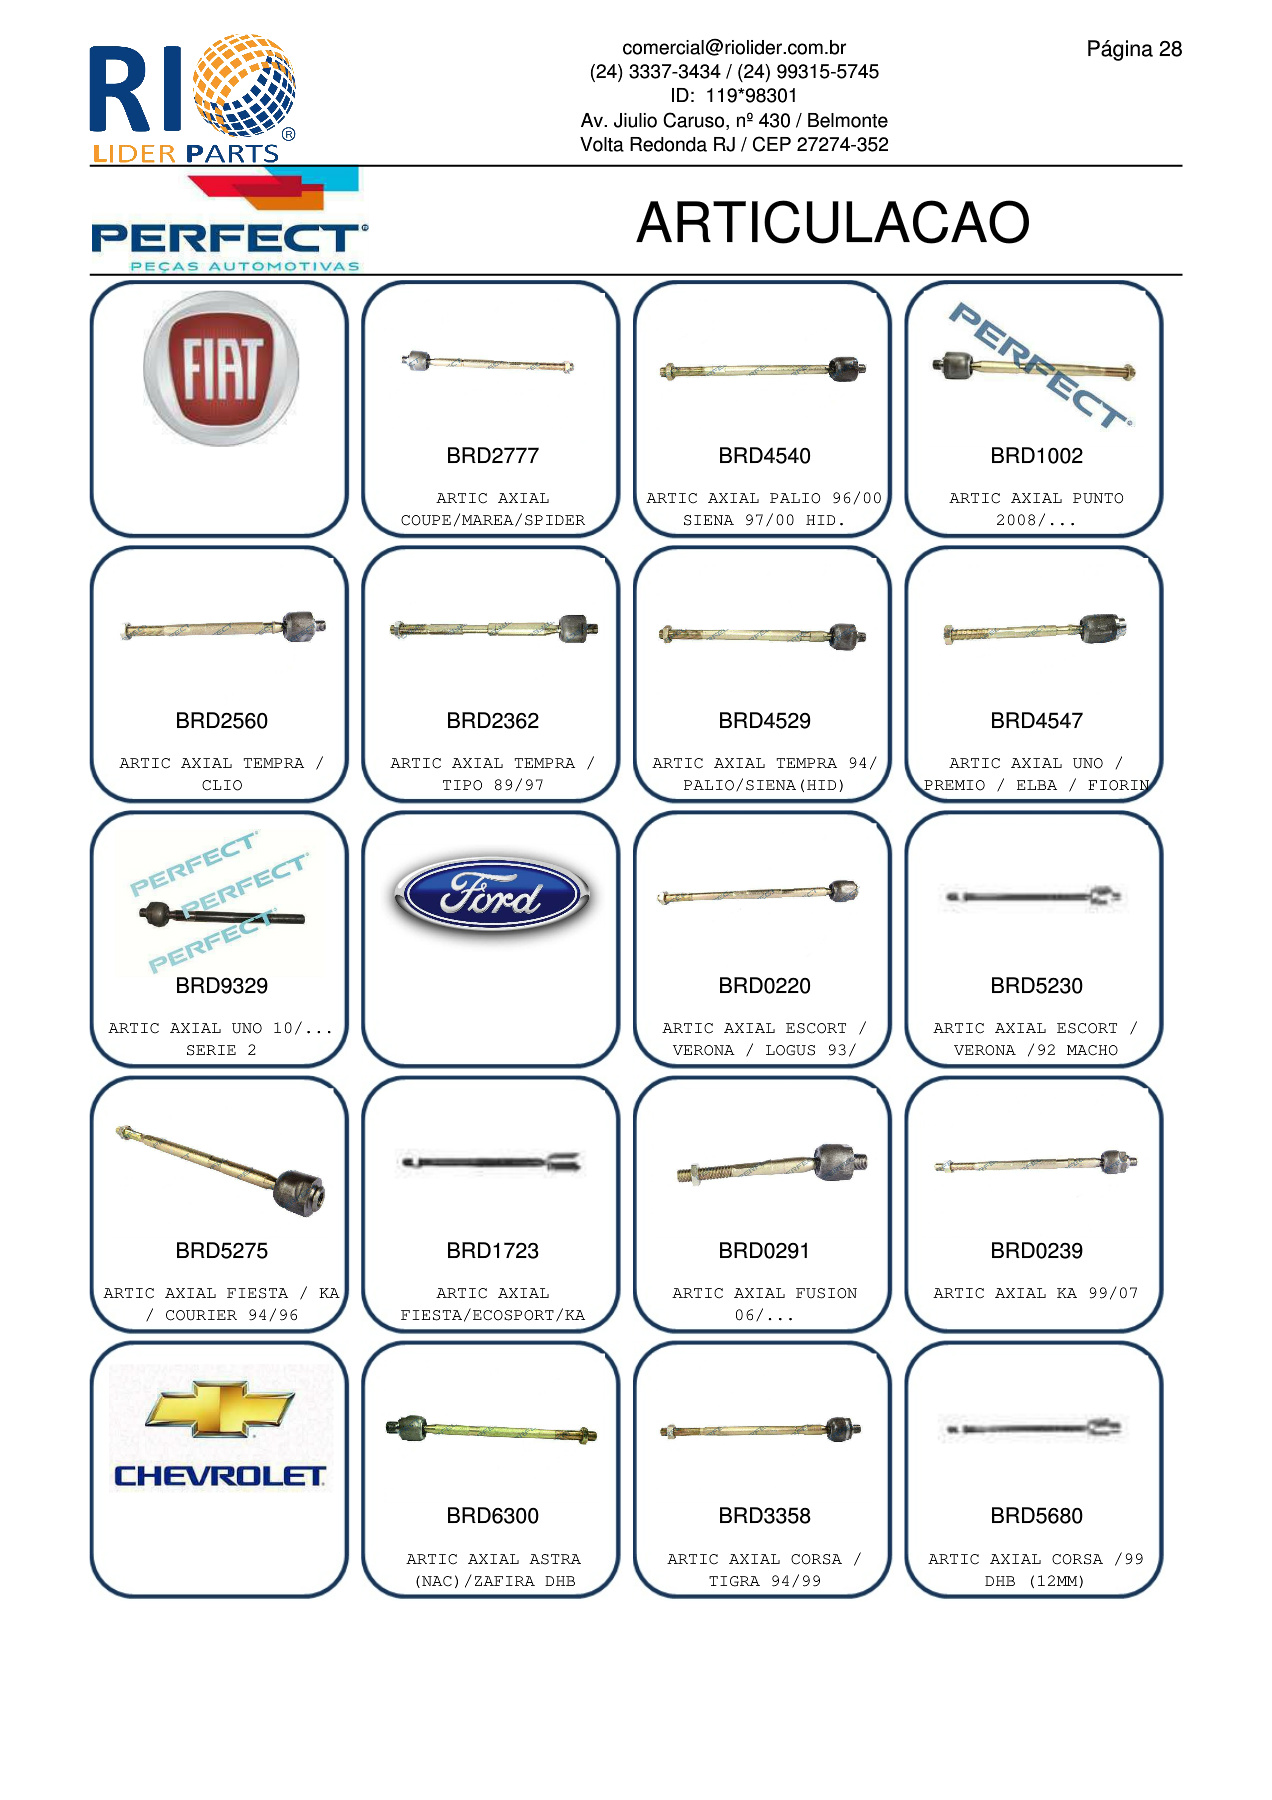 RIO
LIDER PARTS
®
comercial@riolider.com.br
(24) 3337-3434 / (24) 99315-5745
ID: 119*98301
Av. Jiulio Caruso, nº 430 / Belmonte
Volta Redonda RJ / CEP 27274-352
Página 28
PERFECT®
PEÇAS AUTOMOTIVAS
ARTICULACAO
FIAT
BRD2777
ARTIC AXIAL
COUPE/MAREA/SPIDER
BRD4540
ARTIC AXIAL PALIO 96/00
SIENA 97/00 HID.
PERFECT
BRD1002
ARTIC AXIAL PUNTO
2008/...
BRD2560
ARTIC AXIAL TEMPRA /
CLIO
BRD2362
ARTIC AXIAL TEMPRA /
TIPO 89/97
BRD4529
ARTIC AXIAL TEMPRA 94/
PALIO/SIENA(HID)
BRD4547
ARTIC AXIAL UNO /
PREMIO / ELBA / FIORIN
PERFECT
PERFECT
PERFECT
BRD9329
ARTIC AXIAL UNO 10/...
SERIE 2
Ford
BRD0220
ARTIC AXIAL ESCORT /
VERONA / LOGUS 93/
BRD5230
ARTIC AXIAL ESCORT /
VERONA /92 MACHO
BRD5275
ARTIC AXIAL FIESTA / KA
/ COURIER 94/96
BRD1723
ARTIC AXIAL
FIESTA/ECOSPORT/KA
BRD0291
ARTIC AXIAL FUSION
06/...
BRD0239
ARTIC AXIAL KA 99/07
CHEVROLET
BRD6300
ARTIC AXIAL ASTRA
(NAC)/ZAFIRA DHB
BRD3358
ARTIC AXIAL CORSA /
TIGRA 94/99
BRD5680
ARTIC AXIAL CORSA /99
DHB (12MM)